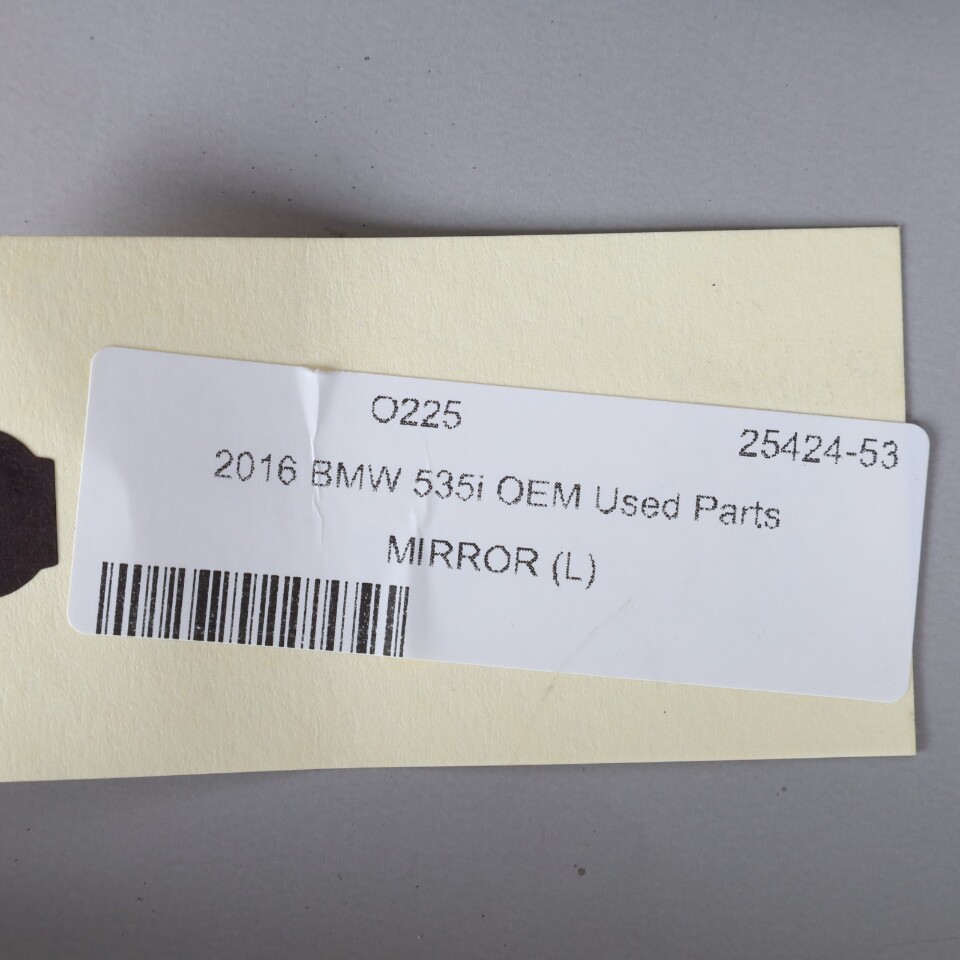 O225
25424-53
2016 BMW 535i OEM Used Parts
MIRROR (L)